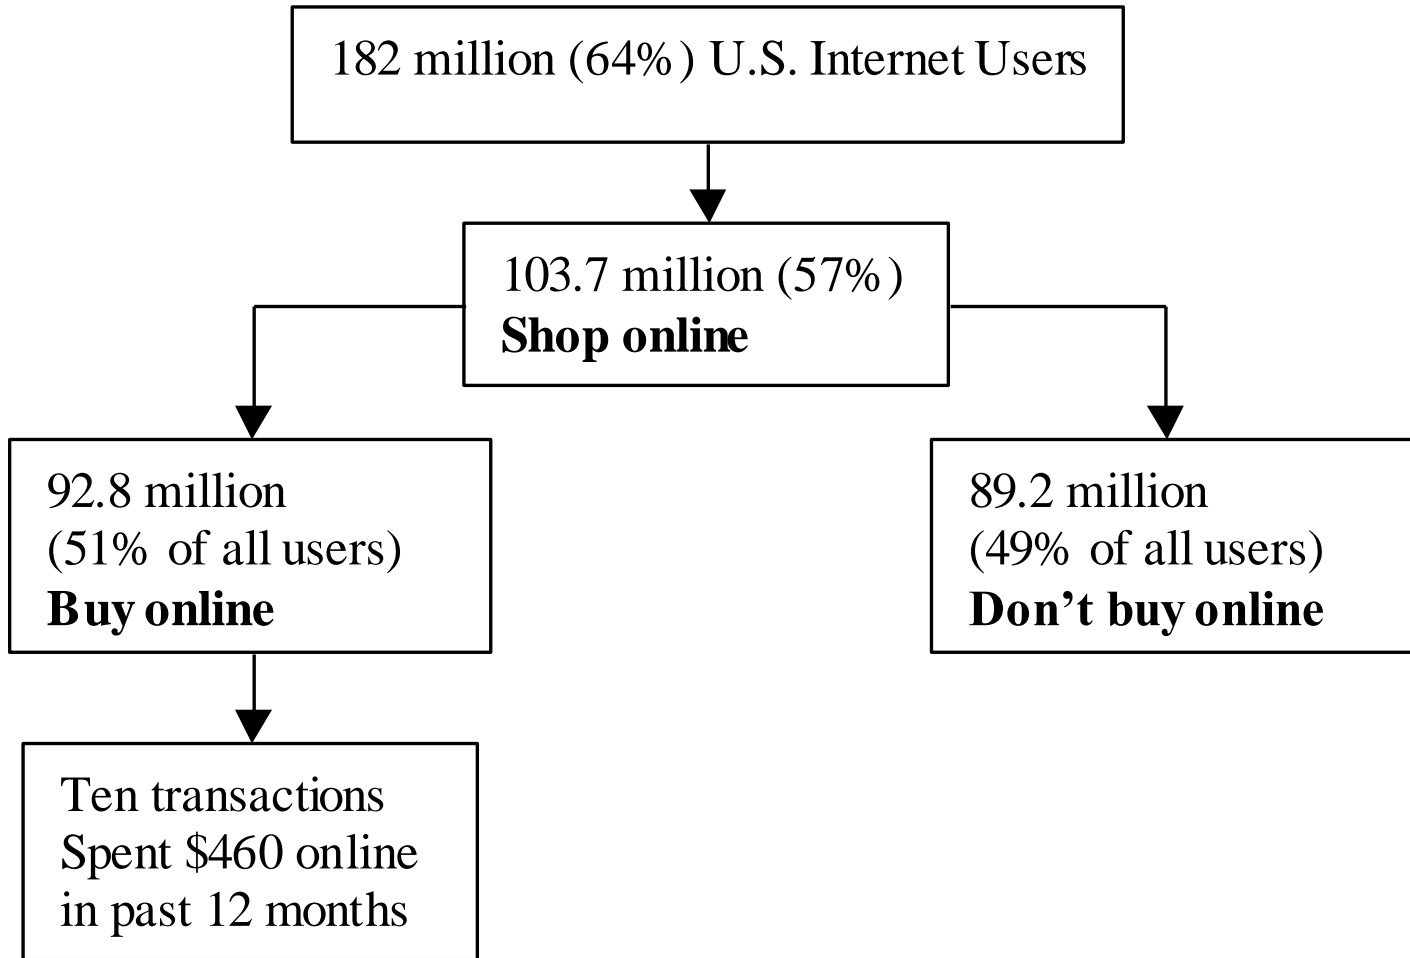 182 million (64%) U.S. Internet Users
103.7 million (57%)
Shop online
92.8 million
(51% of all users)
Buy online
89.2 million
(49% of all users)
Don’t buy online
Ten transactions
Spent $460 online
in past 12 months